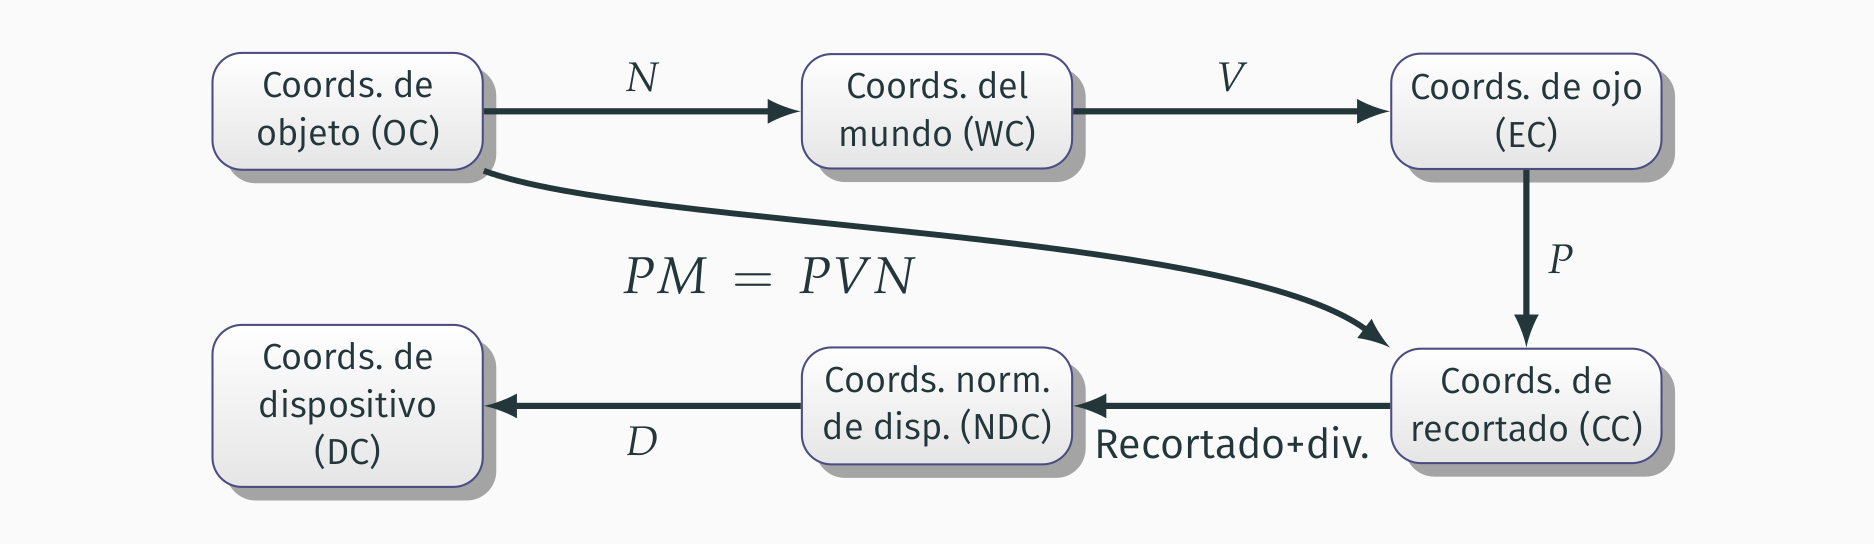 Coords. de
objeto (OC)
N
Coords. del
mundo (WC)
V
Coords. de ojo
(EC)
P
PM = PVN
Coords. de
dispositivo
(DC)
D
Coords. norm.
de disp. (NDC)
Recortado+div.
Coords. de
recortado (CC)